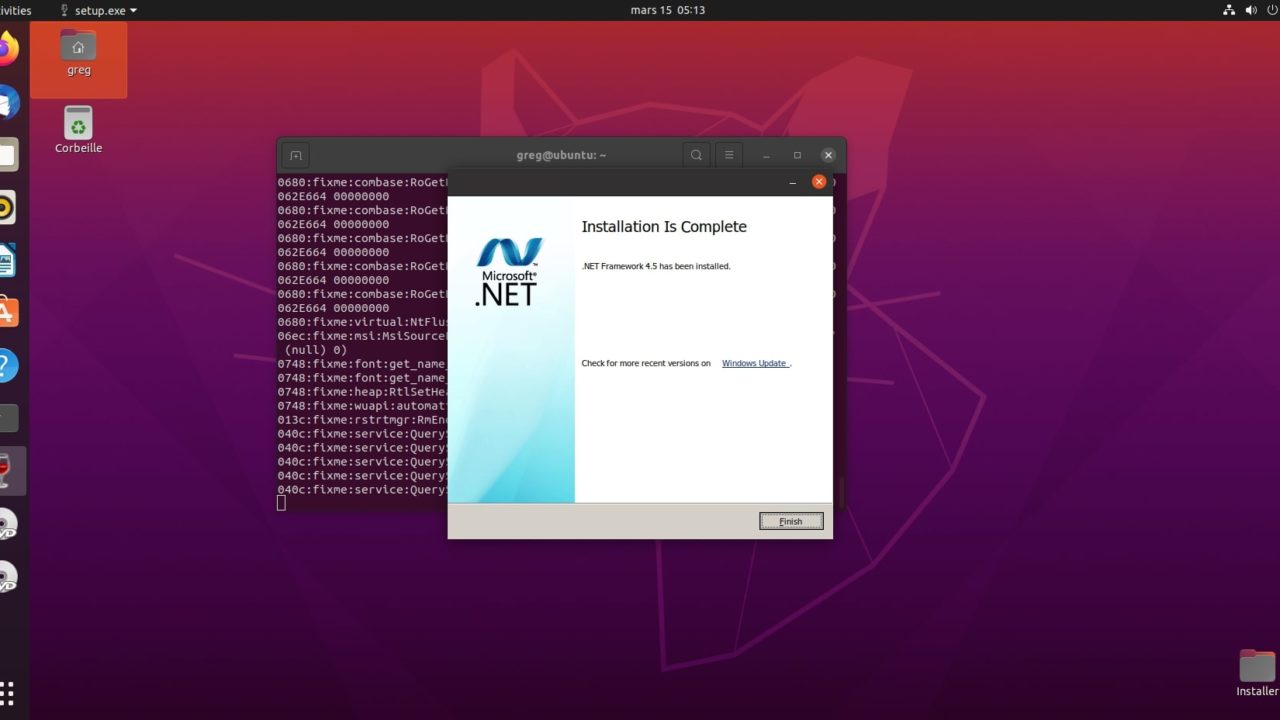 ivities
setup.exe
mars 15 05:13
greg
Corbeille
greg@ubuntu: ~
0680:fixme:combase:RoGet
062E664 00000000
0680:fixme:combase:RoGet
062E664 00000000
0680:fixme:combase:RoGet
062E664 00000000
0680:fixme:combase:RoGet
062E664 00000000
0680:fixme:combase:RoGet
062E664 00000000
0680:fixme:virtual:NtFlus
06ec:fixme:msi:MsiSource
(null) 0)
0748:fixme:font:get_name_
0748:fixme:font:get_name_
0748:fixme:heap:RtlSetHea
0748:fixme:wuapi:automat
013c:fixme:rstrtmgr:RmEn
040c:fixme:service:Query
040c:fixme:service:Query
040c:fixme:service:Query
040c:fixme:service:Query
040c:fixme:service:Query
Microsoft®
.NET™
Installation Is Complete
.NET Framework 4.5 has been installed.
Check for more recent versions on Windows Update .
Finish
Installer